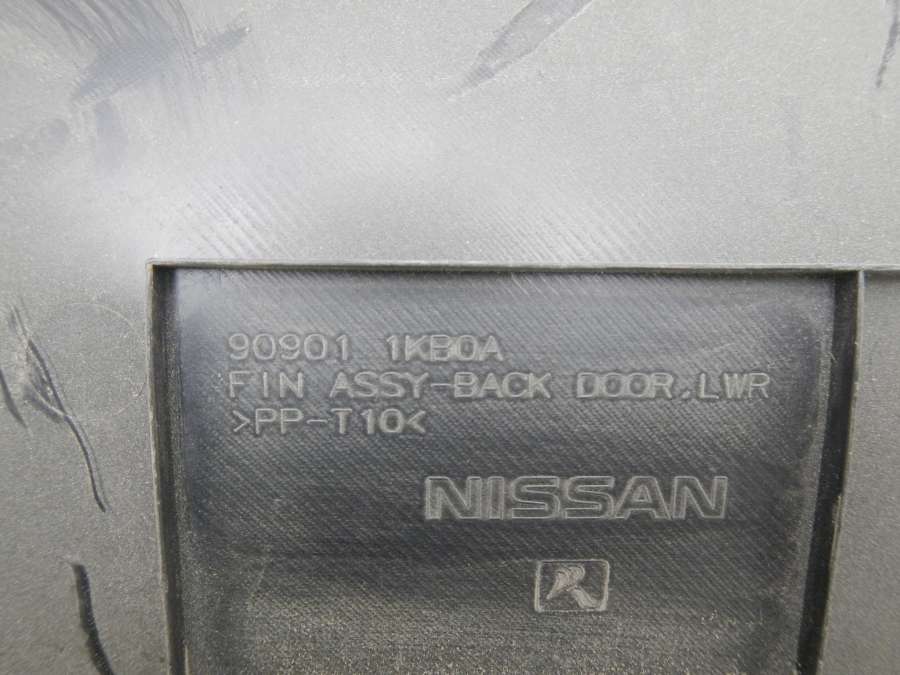 90901 1KB0A
FIN ASSY-BACK DOOR,LWR
>PP-T10<
NISSAN